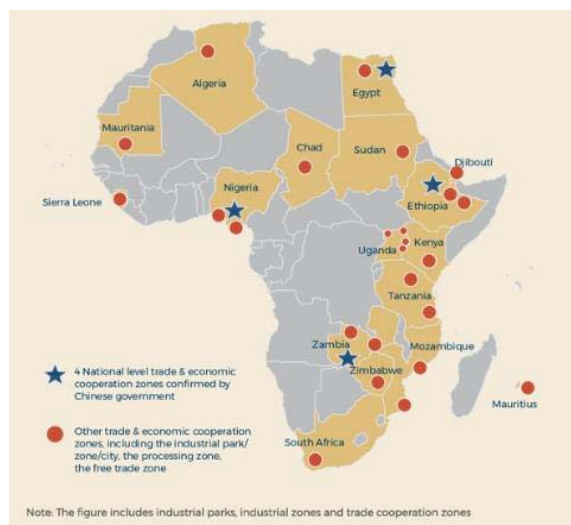 Algeria
Egypt
Mauritania
Chad
Sudan
Djibouti
Nigeria
Sierra Leone
Ethiopia
Uganda
Kenya
Tanzania
Zambia
Mozambique
Zimbabwe
Mauritius
South Africa
4 National level trade & economic
cooperation zones confirmed by
Chinese government
Other trade & economic cooperation
zones, including the industrial park/
zone/city, the processing zone,
the free trade zone
Note: The figure includes industrial parks, industrial zones and trade cooperation zones